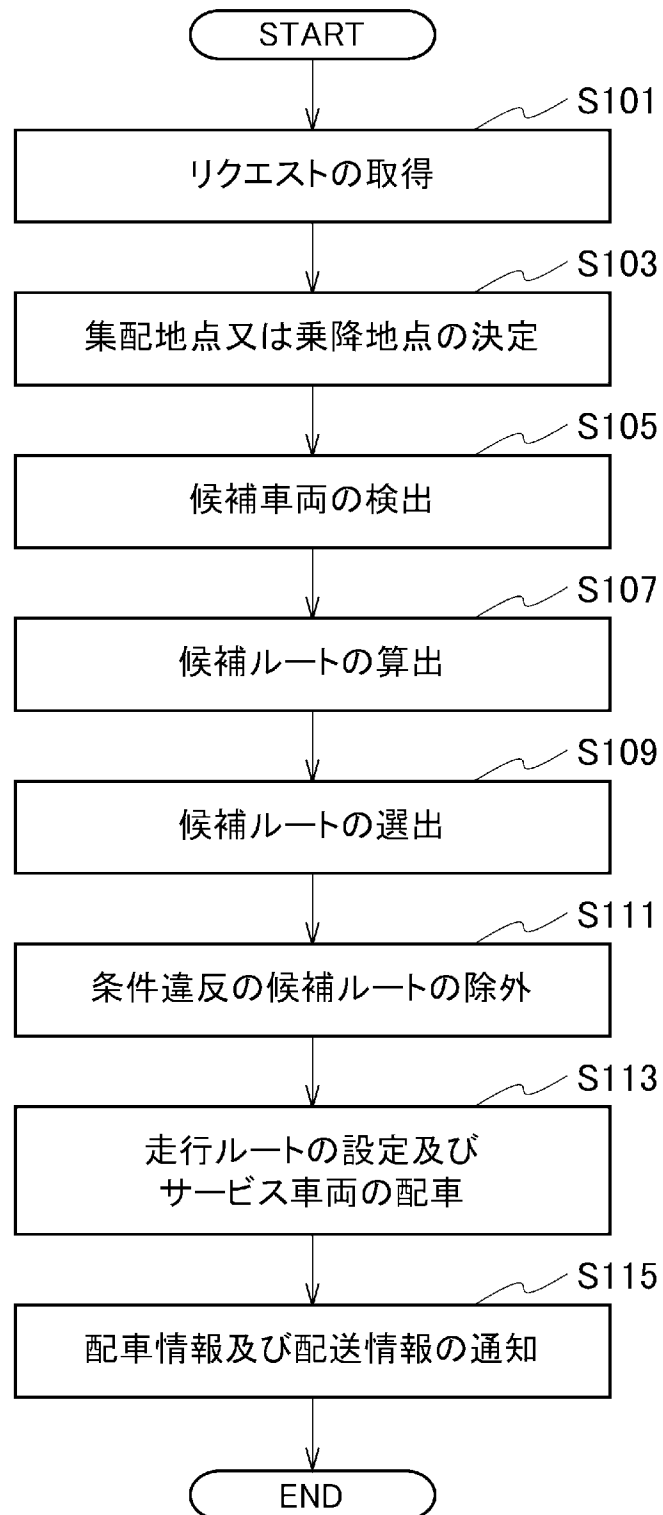 START
S101
リクエストの取得
S103
集配地点又は乗降地点の決定
S105
候補車両の検出
S107
候補ルートの算出
S109
候補ルートの選出
S111
条件違反の候補ルートの除外
S113
走行ルートの設定及び
サービス車両の配車
S115
配車情報及び配送情報の通知
END